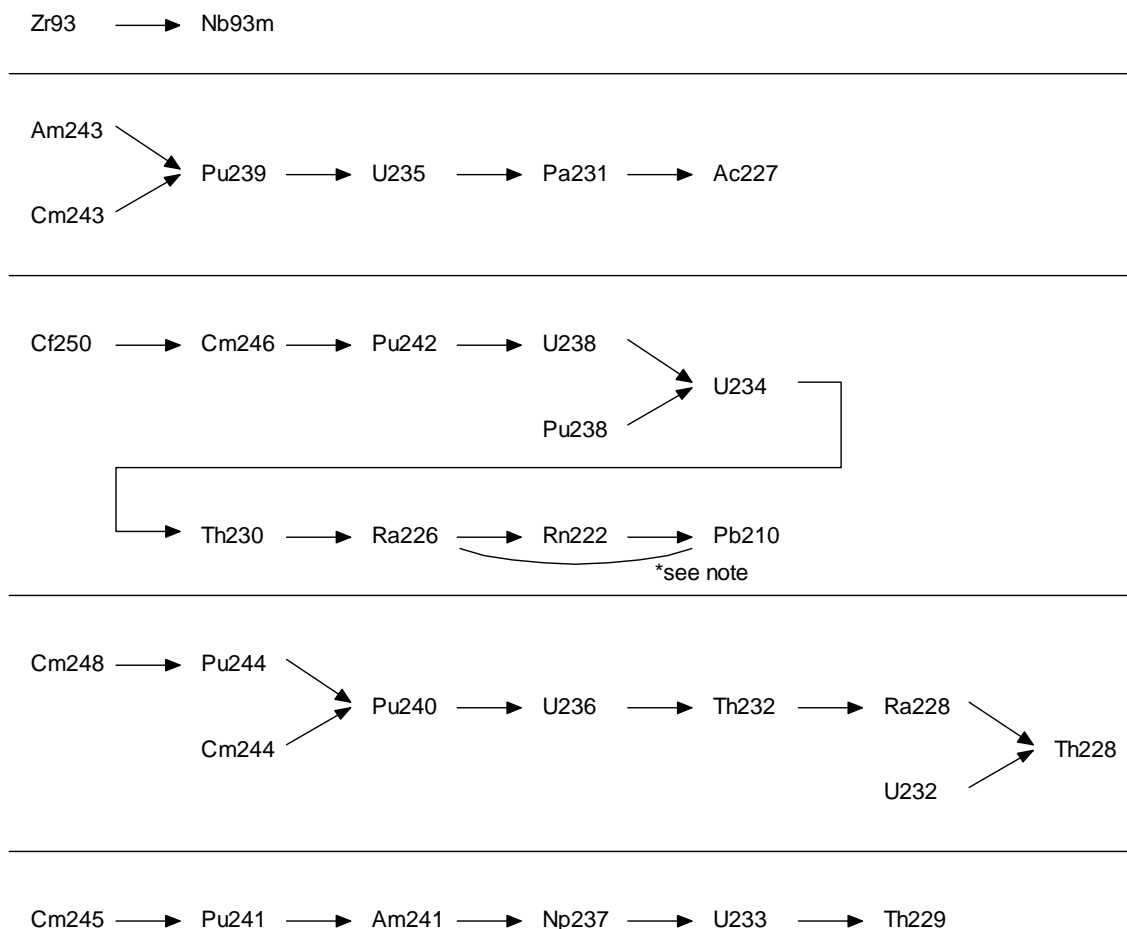 Zr93 Nb93m
Am243
Pu239 U235 Pa231 Ac227
Cm243
Cf250 Cm246 Pu242 U238
U234
Pu238
Th230 Ra226 Rn222 Pb210
*see note
Cm248 Pu244
Pu240 U236 Th232 Ra228
Cm244 Th228
U232
Cm245 Pu241 Am241 Np237 U233 Th229